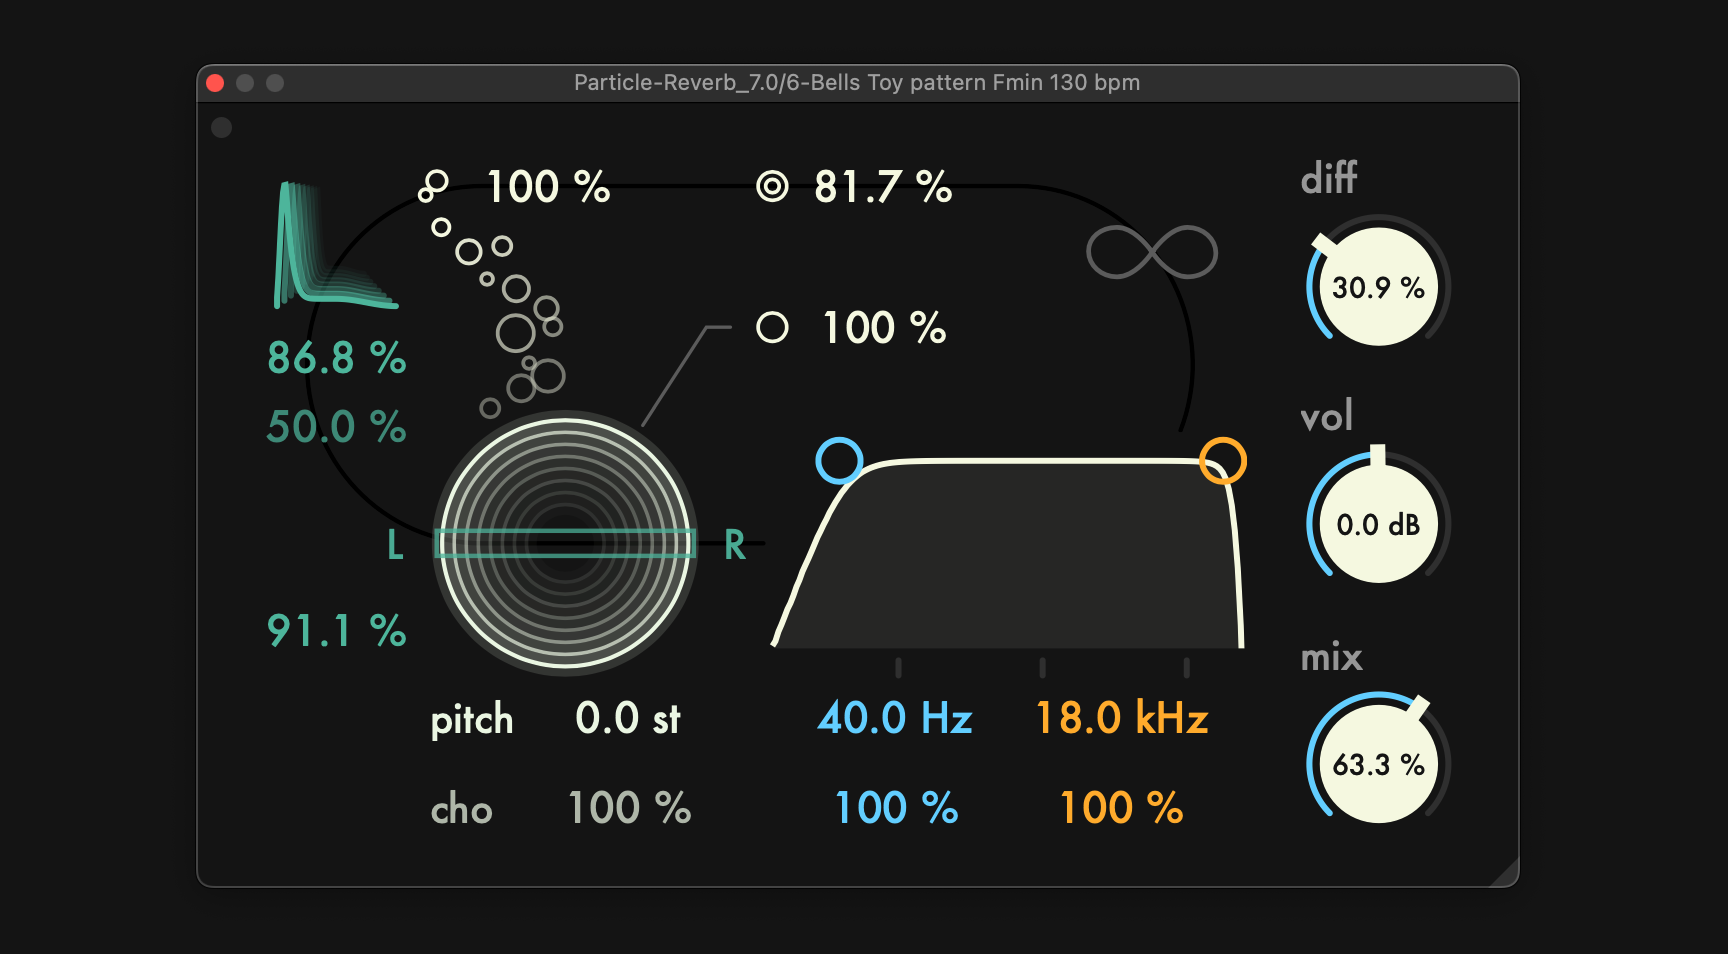 Particle-Reverb_7.0/6-Bells Toy pattern Fmin 130 bpm
100 %
81.7 %
diff
30.9 %
100 %
86.8 %
50.0 %
vol
0.0 dB
L
R
91.1 %
mix
63.3 %
pitch 0.0 st
40.0 Hz
18.0 kHz
cho 100 %
100 %
100 %